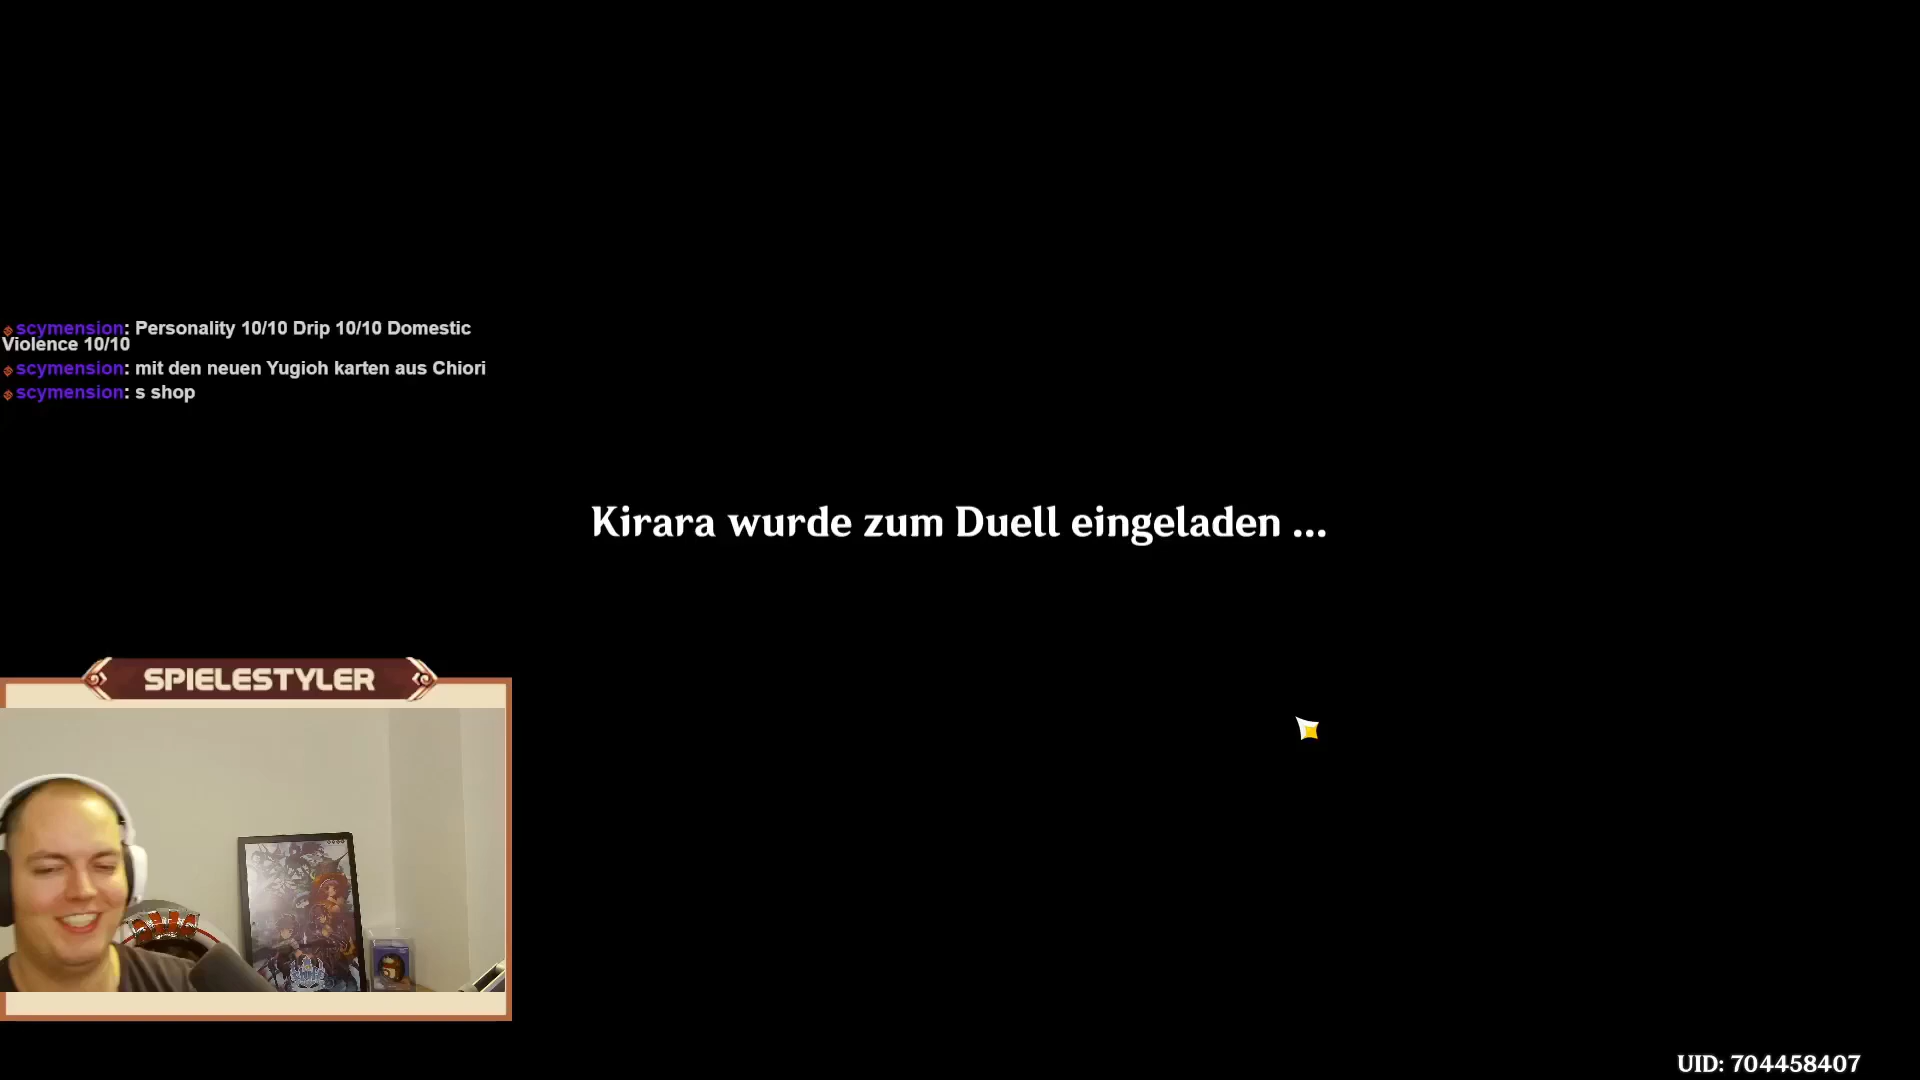 scymension: Personality 10/10 Drip 10/10 Domestic
Violence 10/10
scymension: mit den neuen Yugioh karten aus Chiori
scymension: s shop
Kirara wurde zum Duell eingeladen ...
SPIELESTYLER
UID: 704458407